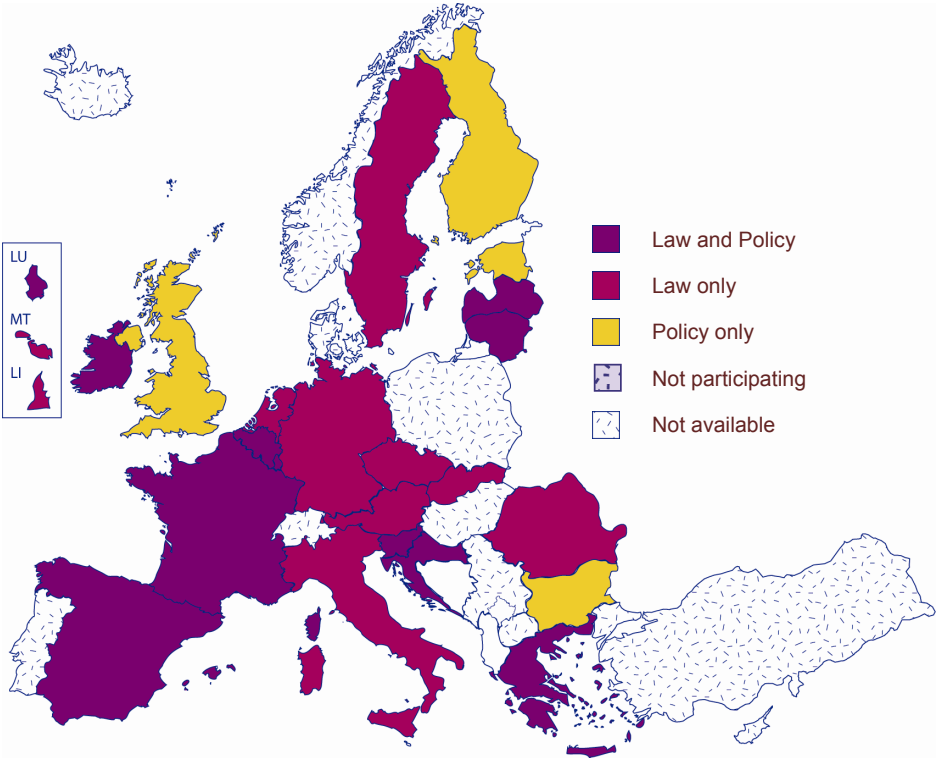 LU
MT
LI
Law and Policy
Law only
Policy only
Not participating
Not available